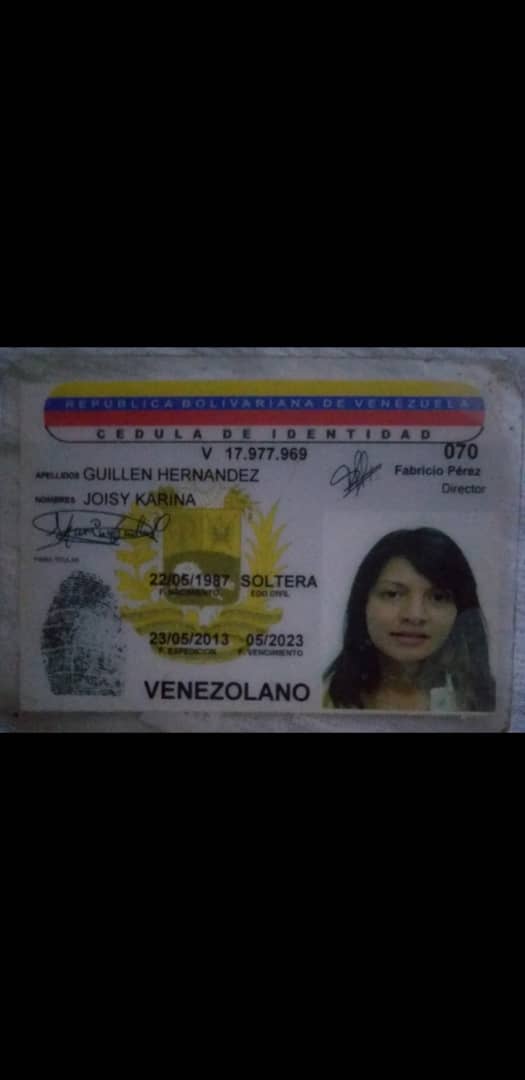 REPUBLICA BOLIVARIANA DE VENEZUELA
CEDULA DE IDENTIDAD
V 17.977.969
070
APELLIDOS GUILLEN HERNANDEZ
Fabricio Pérez
Director
NOMBRES JOISY KARINA
FIRMA TITULAR
22/05/1987 SOLTERA
F. NACIMIENTO EDO. CIVIL
23/05/2013 05/2023
F. EXPEDICION F. VENCIMIENTO
VENEZOLANO